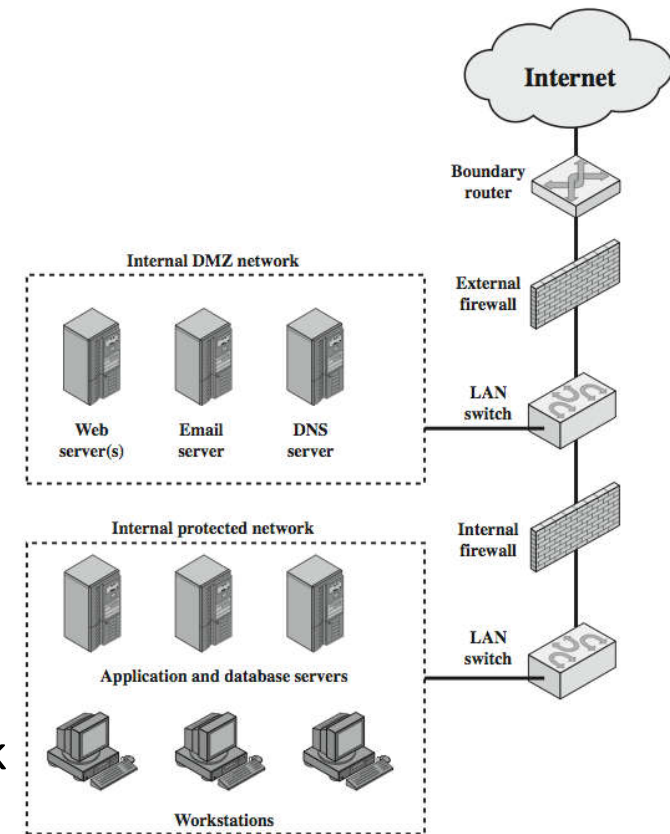 Internet
Boundary
router
Internal DMZ network
External
firewall
LAN
switch
Web
server(s)
Email
server
DNS
server
Internal protected network
Internal
firewall
LAN
switch
Application and database servers
Workstations